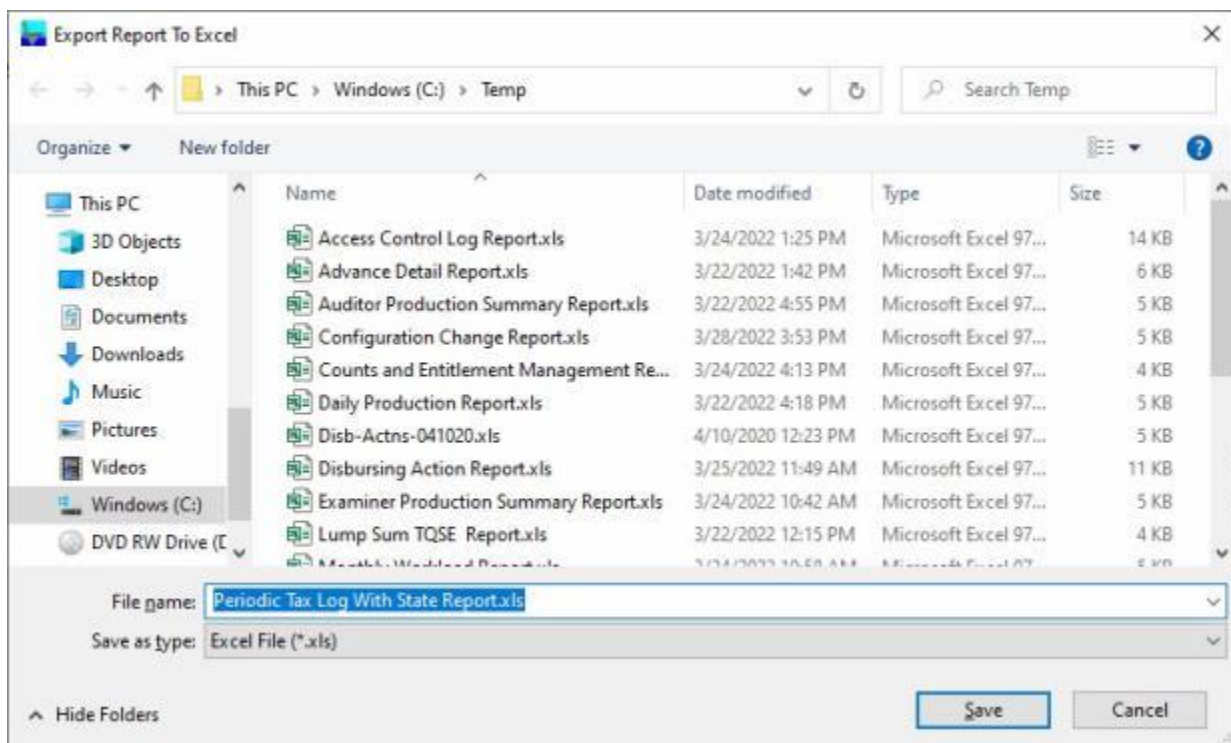 Export Report To Excel
This PC > Windows (C:) > Temp
Search Temp
Organize
New folder
Name Date modified Type Size
This PC
3D Objects
Desktop
Documents
Downloads
Music
Pictures
Videos
Windows (C:)
DVD RW Drive (D
Access Control Log Report.xls 3/24/2022 1:25 PM Microsoft Excel 97... 14 KB
Advance Detail Report.xls 3/22/2022 1:42 PM Microsoft Excel 97... 6 KB
Auditor Production Summary Report.xls 3/22/2022 4:55 PM Microsoft Excel 97... 5 KB
Configuration Change Report.xls 3/28/2022 3:53 PM Microsoft Excel 97... 5 KB
Counts and Entitlement Management Re... 3/24/2022 4:13 PM Microsoft Excel 97... 4 KB
Daily Production Report.xls 3/22/2022 4:18 PM Microsoft Excel 97... 5 KB
Disb-Actns-041020.xls 4/10/2020 12:23 PM Microsoft Excel 97... 5 KB
Disbursing Action Report.xls 3/25/2022 11:49 AM Microsoft Excel 97... 11 KB
Examiner Production Summary Report.xls 3/24/2022 10:42 AM Microsoft Excel 97... 5 KB
Lump Sum TQSE Report.xls 3/22/2022 12:15 PM Microsoft Excel 97... 4 KB
Monthly Workload Report.xls
File name: Periodic Tax Log With State Report.xls
Save as type: Excel File (*.xls)
Hide Folders
Save
Cancel